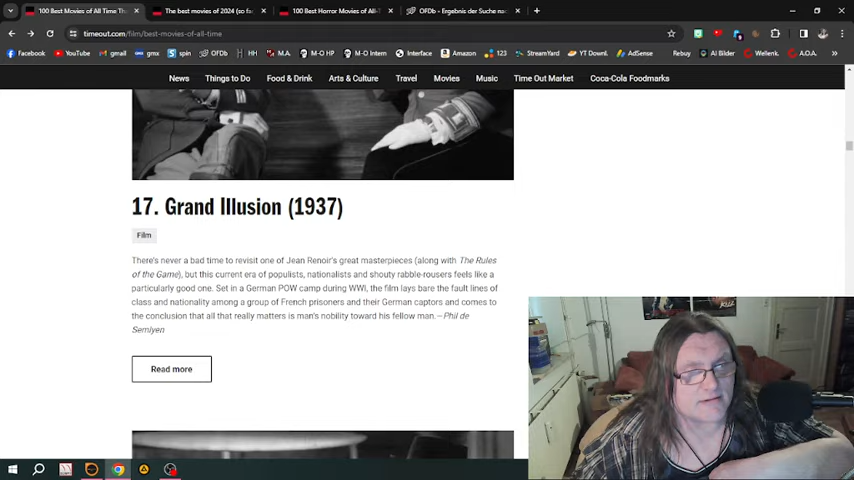 100 Best Movies of All Time Th
The best movies of 2024 (so fa
100 Best Horror Movies of All-T
OFDb - Ergebnis der Suche nac
timeout.com/film/best-movies-of-all-time
Facebook YouTube gmail SM spin OFDb M.A. M-O HP M-O Intern Interface Amazon 123 StreamYard YT Downl. AdSense Rebuy AI Bilder Wellenk. A.O.A.
News Things to Do Food & Drink Arts & Culture Travel Movies Music Time Out Market Coca-Cola Foodmarks
17. Grand Illusion (1937)
Film
There's never a bad time to revisit one of Jean Renoir's great masterpieces (along with The Rules
of the Game), but this current era of populists, nationalists and shouty rabble-rousers feels like a
particularly good one. Set in a German POW camp during WWI, the film lays bare the fault lines of
class and nationality among a group of French prisoners and their German captors and comes to
the conclusion that all that really matters is man's nobility toward his fellow man.—Phil de
Semlyen
Read more